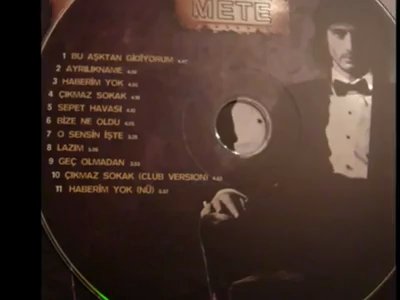 METE
1 BU AŞKTAN GİDİYORUM
2 AYRILIKNAME
3 HABERİM YOK
4 ÇIKMAZ SOKAK
5 SEPET HAVASI
6 BİZE NE OLDU
7 O SENSİN İŞTE
8 LAZIM
9 GEÇ OLMADAN
10 ÇIKMAZ SOKAK (CLUB VERSION)
11 HABERİM YOK (NÜ)